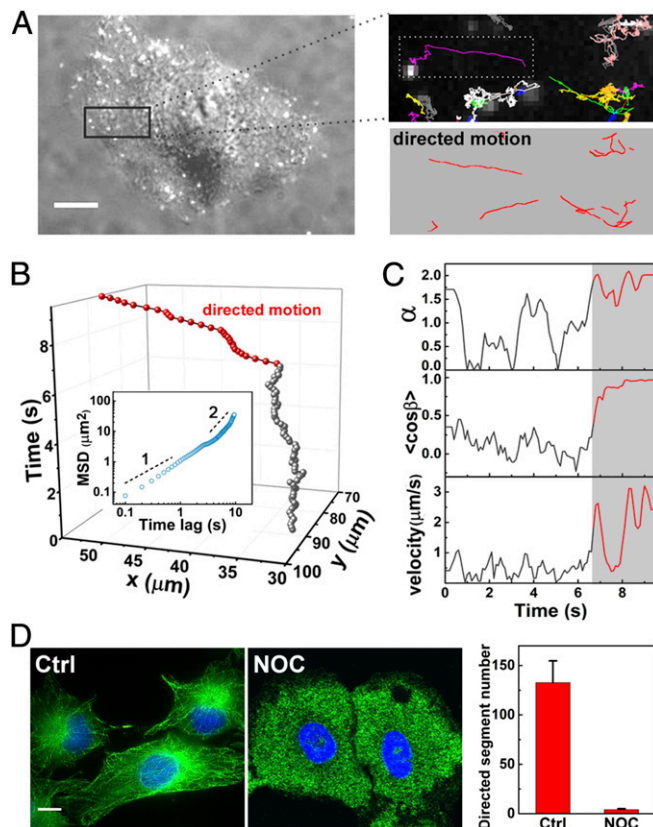 A
directed motion
B
directed motion
Time (s)
8
6
4
2
0
MSD (μm²)
100
10
1
0.1
1
2
0.1
1
10
Time lag (s)
50
45
40
35
30
x (μm)
70
80
90
100
y (μm)
C
α
2.0
1.5
1.0
0.5
0.0
<cosβ>
1.0
0.5
0.0
velocity(μm/s)
3
2
1
0
2
4
6
8
Time (s)
D
Ctrl
NOC
Directed segment number
150
100
50
0
Ctrl
NOC